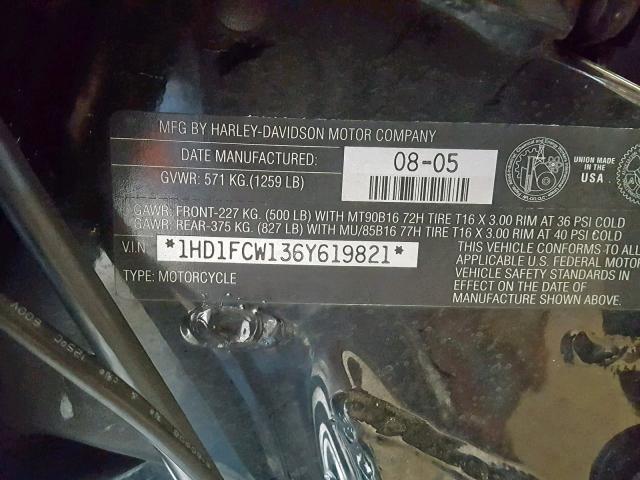 MFG BY HARLEY-DAVIDSON MOTOR COMPANY
DATE MANUFACTURED: 08-05
GVWR: 571 KG.(1259 LB)
UNION MADE IN THE U S A
GAWR: FRONT-227 KG. (500 LB) WITH MT90B16 72H TIRE T16 X 3.00 RIM AT 36 PSI COLD
GAWR: REAR-375 KG. (827 LB) WITH MU/85B16 77H TIRE T16 X 3.00 RIM AT 40 PSI COLD
V.I.N. *1HD1FCW136Y619821*
TYPE: MOTORCYCLE
THIS VEHICLE CONFORMS TO ALL
APPLICABLE U.S. FEDERAL MOTOR
VEHICLE SAFETY STANDARDS IN
EFFECT ON THE DATE OF
MANUFACTURE SHOWN ABOVE.
125°C 600V